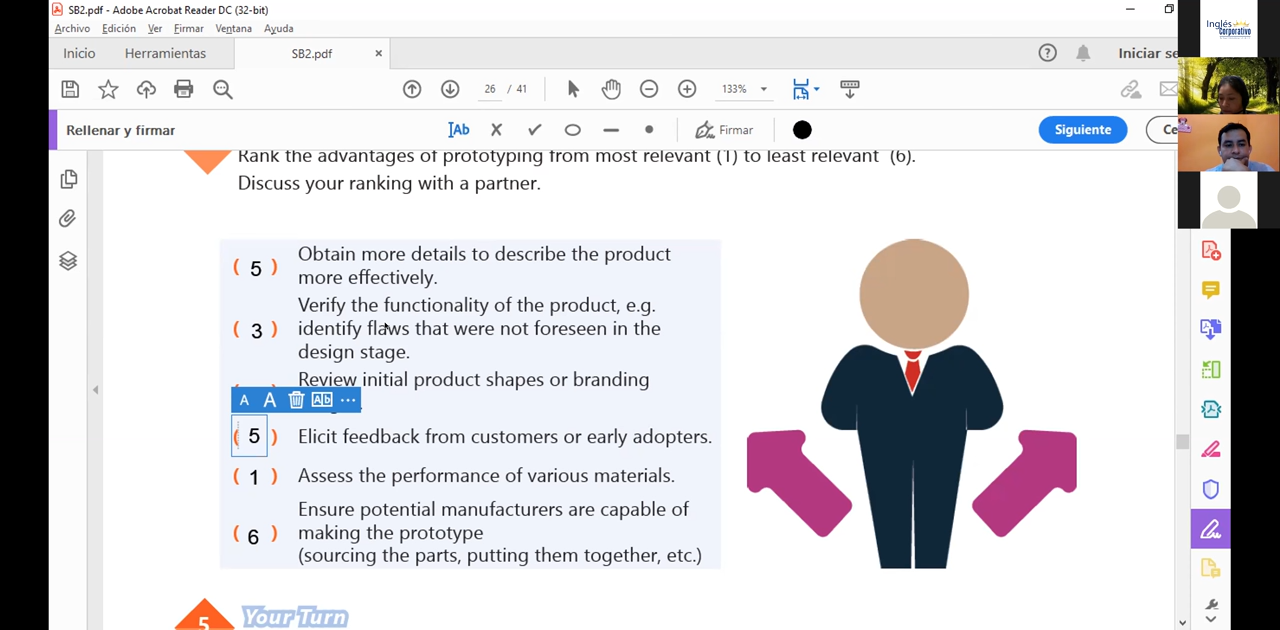 SB2.pdf - Adobe Acrobat Reader DC (32-bit)
Archivo Edición Ver Firmar Ventana Ayuda
Inicio Herramientas SB2.pdf × Iniciar se
26 / 41 133%
Rellenar y firmar Ab Firmar Siguiente Ce
Rank the advantages of prototyping from most relevant (1) to least relevant (6).
Discuss your ranking with a partner.
( 5 ) Obtain more details to describe the product
more effectively.
( 3 ) Verify the functionality of the product, e.g.
identify flaws that were not foreseen in the
design stage.
Review initial product shapes or branding
A A Ab ...
( 5 ) Elicit feedback from customers or early adopters.
( 1 ) Assess the performance of various materials.
( 6 ) Ensure potential manufacturers are capable of
making the prototype
(sourcing the parts, putting them together, etc.)
5 Your Turn
Inglés
Corporativo